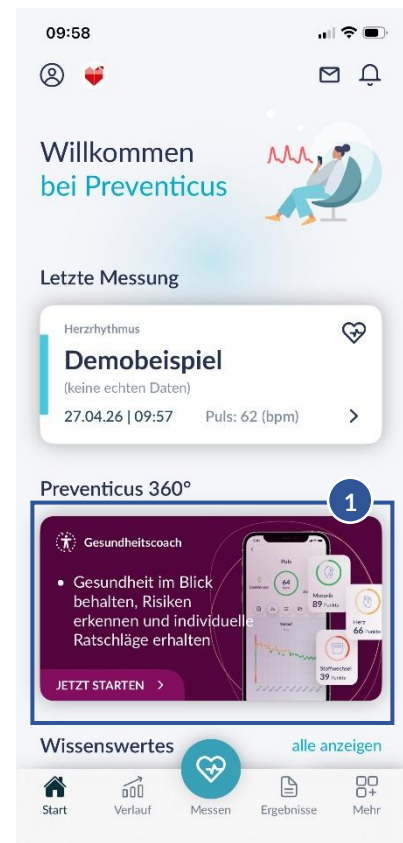 09:58
Willkommen
bei Preventicus
Letzte Messung
Herzrhythmus
Demobeispiel
(keine echten Daten)
27.04.26 | 09:57 Puls: 62 (bpm)
Preventicus 360°
1
Gesundheitscoach
• Gesundheit im Blick
behalten, Risiken
erkennen und individuelle
Ratschläge erhalten
JETZT STARTEN >
Puls
64
Verlauf
Motorik
89 Punkte
Herz
66 Punkte
Stoffwechsel
39 Punkte
Wissenswertes
alle anzeigen
Start
Verlauf
Messen
Ergebnisse
Mehr